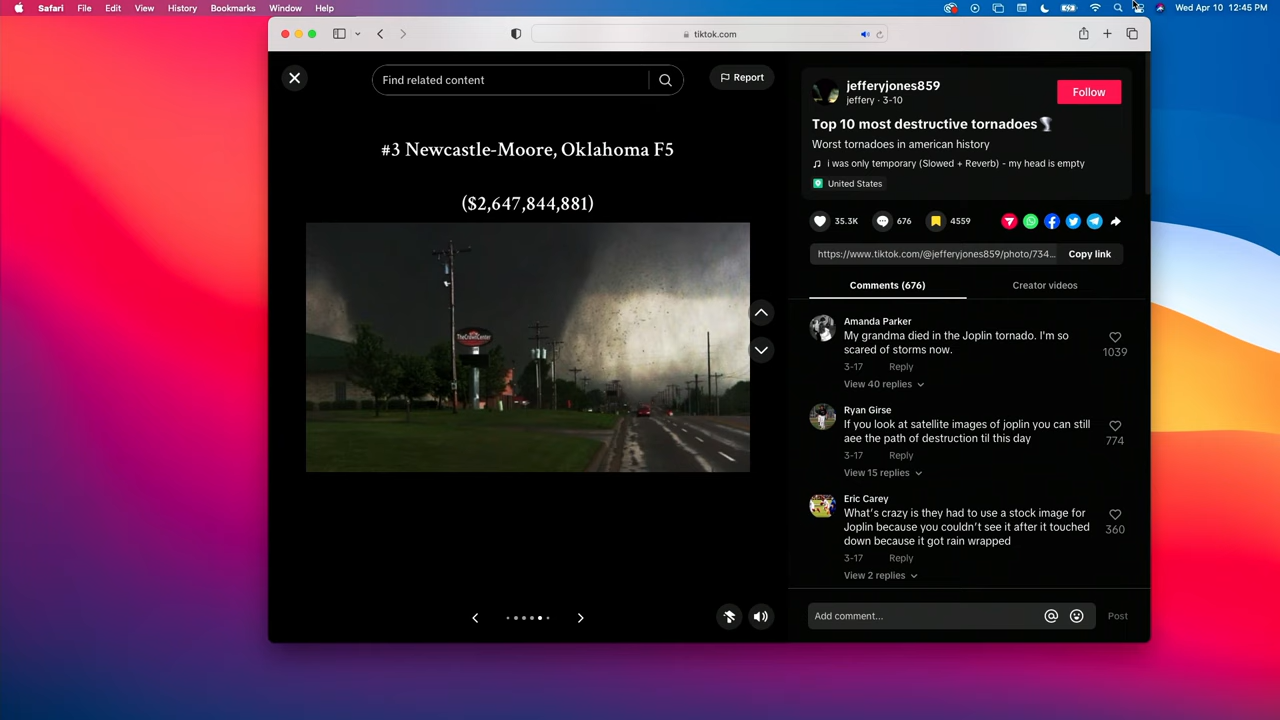 Safari File Edit View History Bookmarks Window Help
Wed Apr 10 12:45 PM
tiktok.com
Find related content
Report
#3 Newcastle-Moore, Oklahoma F5
($2,647,844,881)
jefferyjones859
jeffery · 3-10
Follow
Top 10 most destructive tornadoes🌪️
Worst tornadoes in american history
i was only temporary (Slowed + Reverb) - my head is empty
United States
35.3K 676 4559
https://www.tiktok.com/@jefferyjones859/photo/734... Copy link
Comments (676) Creator videos
Amanda Parker
My grandma died in the Joplin tornado. I'm so
scared of storms now.
1039
3-17 Reply
View 40 replies
Ryan Girse
If you look at satellite images of joplin you can still
aee the path of destruction til this day
774
3-17 Reply
View 15 replies
Eric Carey
What's crazy is they had to use a stock image for
Joplin because you couldn't see it after it touched
down because it got rain wrapped
360
3-17 Reply
View 2 replies
Add comment...
Post